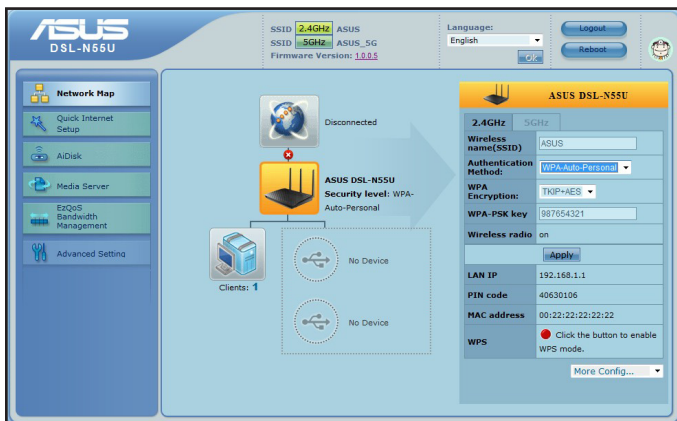 ASUS
DSL-N55U
SSID 2.4GHz ASUS
SSID 5GHz ASUS_5G
Firmware Version: 1.0.0.5
Language:
English
Ok
Logout
Reboot
Network Map
Quick Internet
Setup
AiDisk
Media Server
EzQoS
Bandwidth
Management
Advanced Setting
Disconnected
ASUS DSL-N55U
Security level: WPA-
Auto-Personal
Clients: 1
No Device
No Device
ASUS DSL-N55U
2.4GHz 5GHz
Wireless
name(SSID) ASUS
Authentication
Method: WPA-Auto-Personal
WPA
Encryption: TKIP+AES
WPA-PSK key 987654321
Wireless radio on
Apply
LAN IP 192.168.1.1
PIN code 40630106
MAC address 00:22:22:22:22:22
WPS Click the button to enable
WPS mode.
More Config...